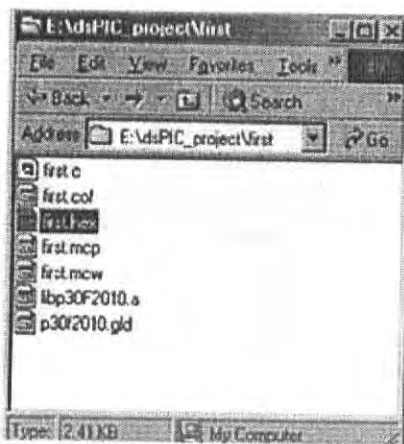 E:\dsPIC_project\first
File Edit View Favorites Tools »
Back Search »
Address E:\dsPIC_project\first Go
first.c
first.cof
first.hex
first.mcp
first.mcw
libp30F2010.a
p30f2010.gld
Type: 2.41 KB My Computer